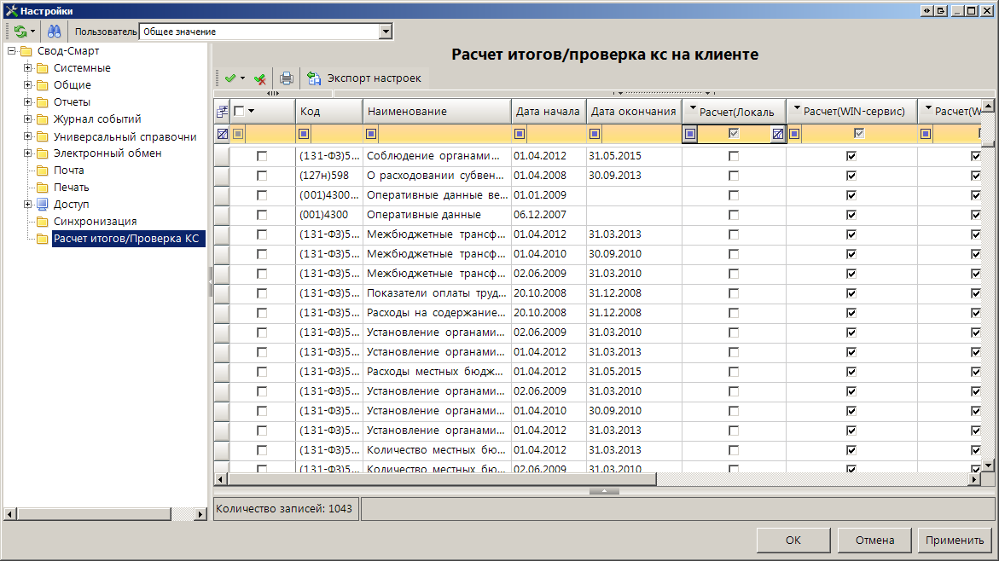 Настройки
Пользователь Общее значение
Свод-Смарт
Системные
Общие
Отчеты
Журнал событий
Универсальный справочни
Электронный обмен
Почта
Печать
Доступ
Синхронизация
Расчет итогов/Проверка КС
Расчет итогов/проверка кс на клиенте
Экспорт настроек
Код Наименование Дата начала Дата окончания Расчет(Локаль Расчет(WIN-сервис) Расчет(W
(131-ФЗ)5... Соблюдение органами... 01.04.2012 31.05.2015
(127н)598 О расходовании субвен... 01.04.2008 30.09.2013
(001)4300... Оперативные данные ве... 01.01.2009
(001)4300 Оперативные данные 06.12.2007
(131-ФЗ)5... Межбюджетные трансф... 01.04.2012 31.03.2013
(131-ФЗ)5... Межбюджетные трансф... 01.04.2010 30.09.2010
(131-ФЗ)5... Межбюджетные трансф... 02.06.2009 31.03.2010
(131-ФЗ)5... Показатели оплаты труд... 20.10.2008 31.12.2008
(131-ФЗ)5... Расходы на содержание... 20.10.2008 31.12.2008
(131-ФЗ)5... Установление органами... 02.06.2009 31.03.2010
(131-ФЗ)5... Установление органами... 01.04.2012 31.03.2013
(131-ФЗ)5... Расходы местных бюдж... 01.04.2012 31.05.2015
(131-ФЗ)5... Установление органами... 02.06.2009 31.03.2010
(131-ФЗ)5... Установление органами... 01.04.2010 30.09.2010
(131-ФЗ)5... Установление органами... 01.04.2012 31.03.2013
(131-ФЗ)5... Количество местных бю... 01.04.2012 31.03.2013
(131-ФЗ)5... Количество местных бю... 02.06.2009 31.03.2010
Количество записей: 1043
ОК Отмена Применить